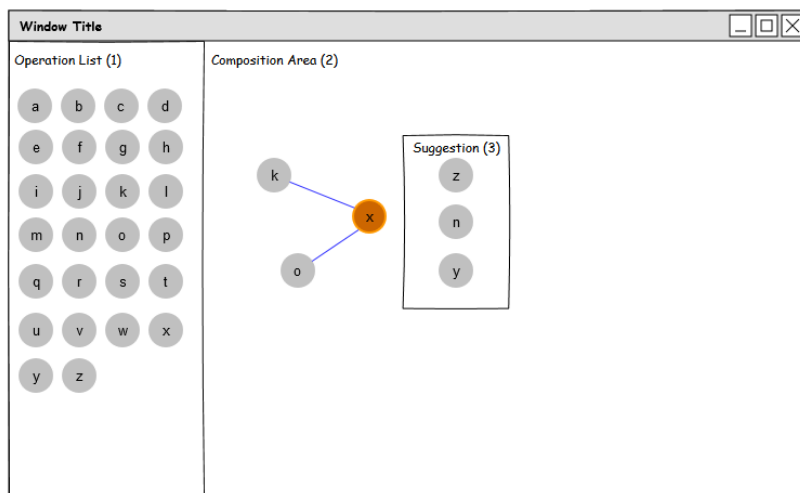 Window Title
Operation List (1)
a b c d
e f g h
i j k l
m n o p
q r s t
u v w x
y z
Composition Area (2)
k
x
o
Suggestion (3)
z
n
y